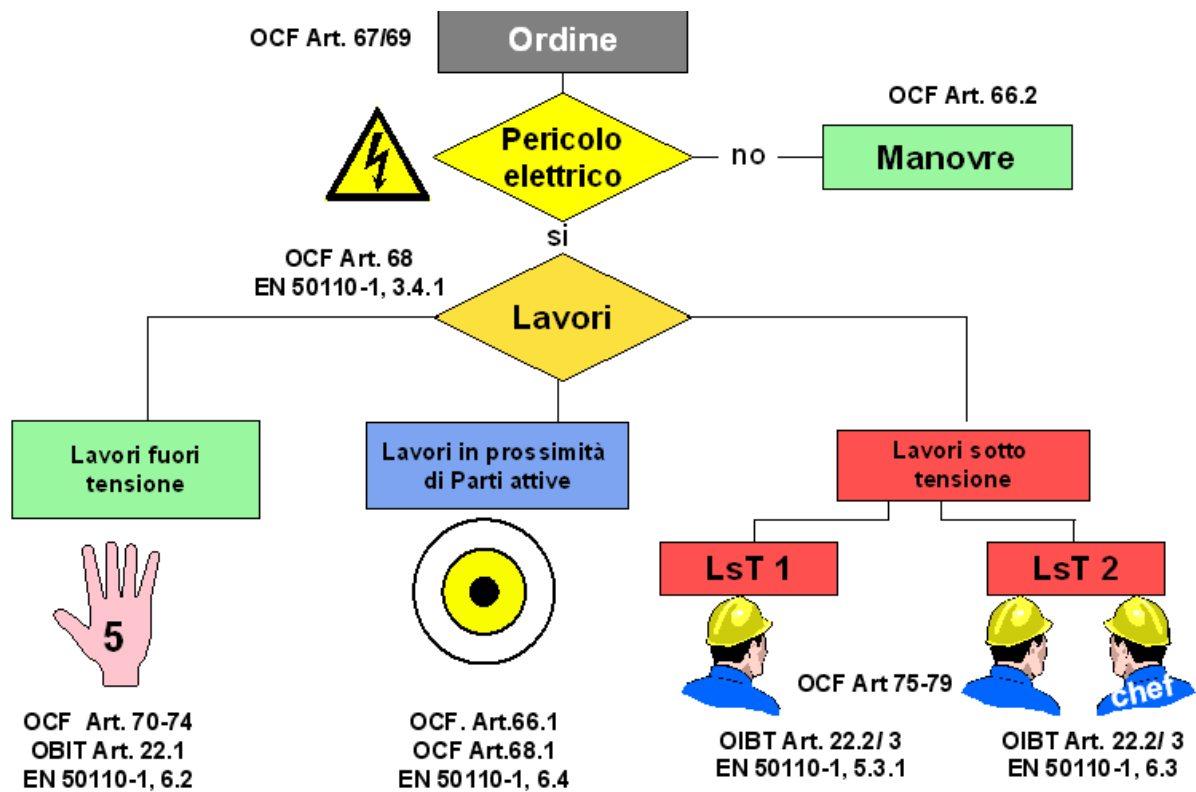 OCF Art. 67/69
Ordine
OCF Art. 66.2
Pericolo
elettrico
no
Manovre
si
OCF Art. 68
EN 50110-1, 3.4.1
Lavori
Lavori fuori
tensione
Lavori in prossimità
di Parti attive
Lavori sotto
tensione
LsT 1
LsT 2
5
OCF Art 75-79
chef
OCF Art. 70-74
OBIT Art. 22.1
EN 50110-1, 6.2
OCF. Art.66.1
OCF Art.68.1
EN 50110-1, 6.4
OIBT Art. 22.2/ 3
EN 50110-1, 5.3.1
OIBT Art. 22.2/ 3
EN 50110-1, 6.3